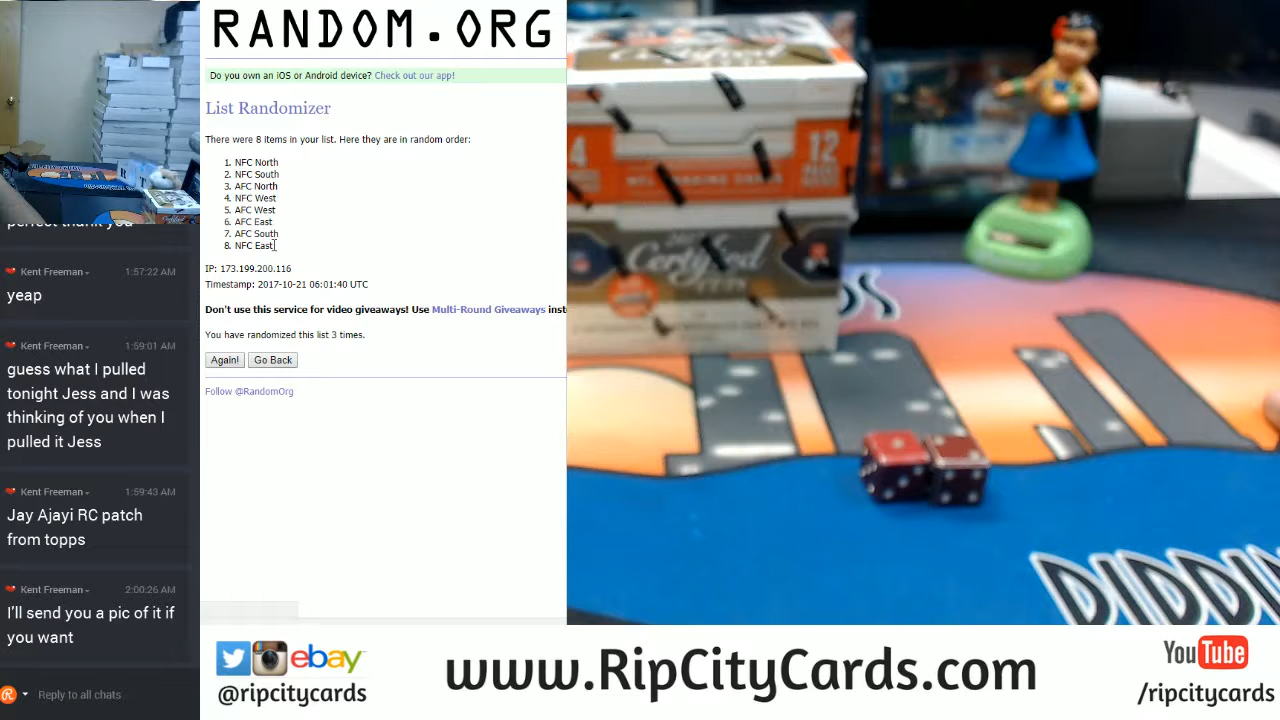 RANDOM.ORG
Do you own an iOS or Android device? Check out our app!
List Randomizer
There were 8 items in your list. Here they are in random order:
1. NFC North
2. NFC South
3. AFC North
4. NFC West
5. AFC West
6. AFC East
7. AFC South
8. NFC East
IP: 173.199.200.116
Timestamp: 2017-10-21 06:01:40 UTC
Don't use this service for video giveaways! Use Multi-Round Giveaways
You have randomized this list 3 times.
Again! Go Back
Follow @RandomOrg
perfect thank you
Kent Freeman 1:57:22 AM
yeap
Kent Freeman 1:59:01 AM
guess what I pulled
tonight Jess and I was
thinking of you when I
pulled it Jess
Kent Freeman 1:59:43 AM
Jay Ajayi RC patch
from topps
Kent Freeman 2:00:26 AM
I'll send you a pic of it if
you want
Reply to all chats
Certified
4
12
Certified
DS
ebay
@ripcitycards
www.RipCityCards.com
YouTube
/ripcitycards